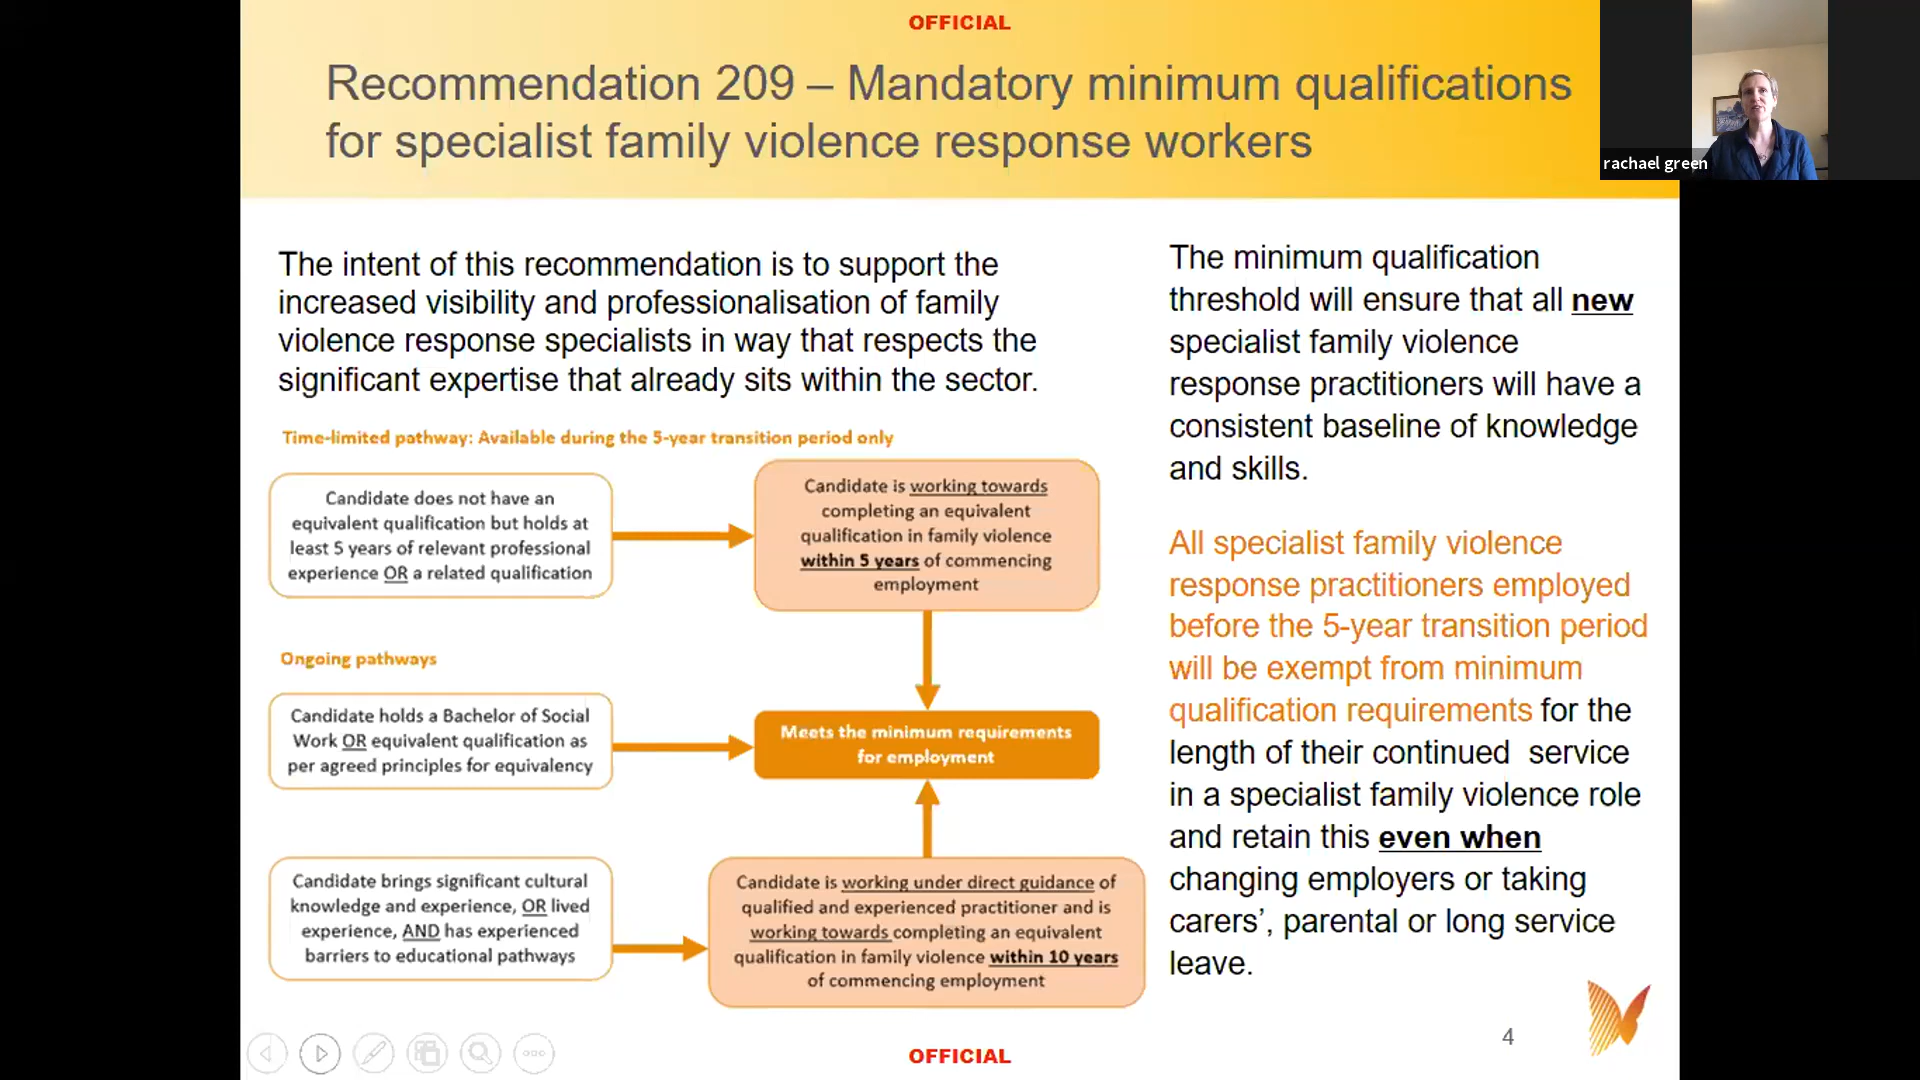 OFFICIAL
Recommendation 209 – Mandatory minimum qualifications
for specialist family violence response workers
rachael green
The intent of this recommendation is to support the
increased visibility and professionalisation of family
violence response specialists in way that respects the
significant expertise that already sits within the sector.
Time-limited pathway: Available during the 5-year transition period only
Candidate does not have an
equivalent qualification but holds at
least 5 years of relevant professional
experience OR a related qualification
Candidate is working towards
completing an equivalent
qualification in family violence
within 5 years of commencing
employment
Ongoing pathways
Candidate holds a Bachelor of Social
Work OR equivalent qualification as
per agreed principles for equivalency
Meets the minimum requirements
for employment
Candidate brings significant cultural
knowledge and experience, OR lived
experience, AND has experienced
barriers to educational pathways
Candidate is working under direct guidance of
qualified and experienced practitioner and is
working towards completing an equivalent
qualification in family violence within 10 years
of commencing employment
The minimum qualification
threshold will ensure that all new
specialist family violence
response practitioners will have a
consistent baseline of knowledge
and skills.
All specialist family violence
response practitioners employed
before the 5-year transition period
will be exempt from minimum
qualification requirements for the
length of their continued service
in a specialist family violence role
and retain this even when
changing employers or taking
carers’, parental or long service
leave.
4
OFFICIAL